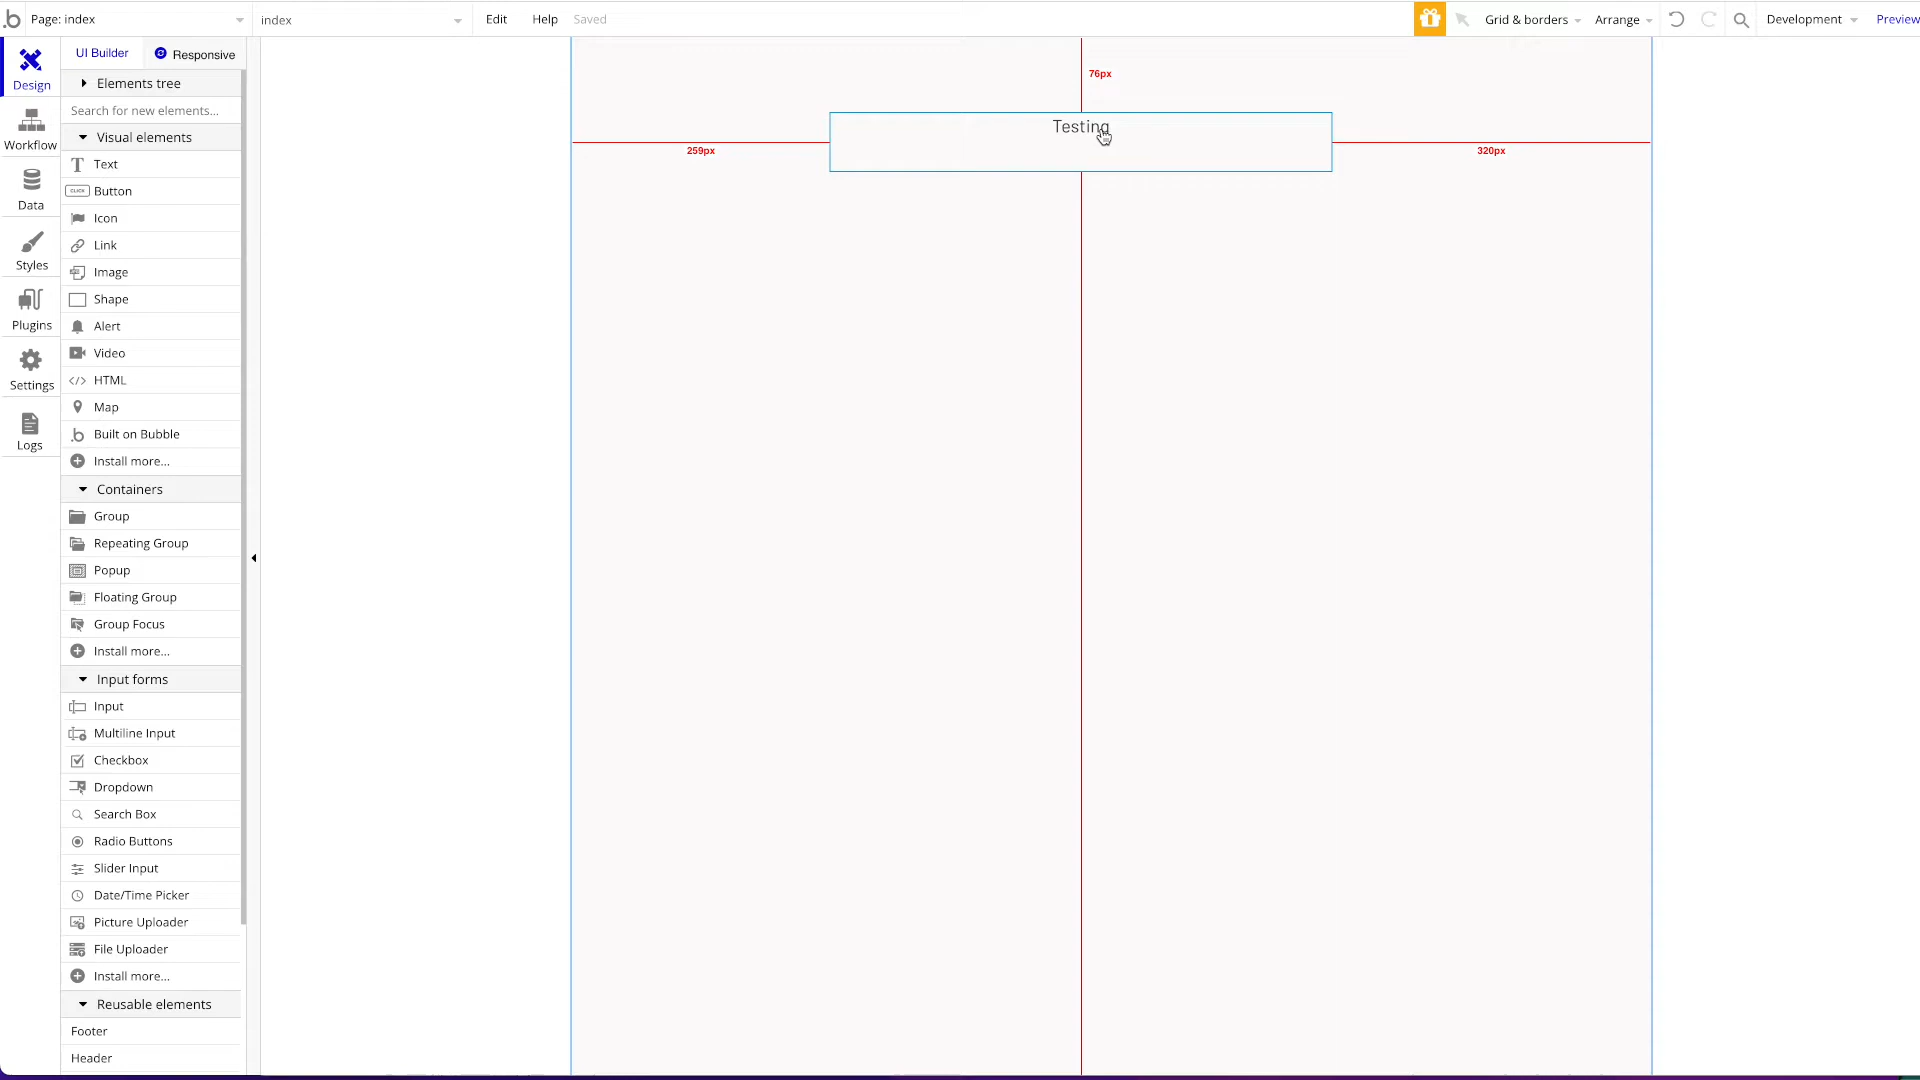 Page: index
index
Edit
Help
Saved
Grid & borders
Arrange
Development
Preview
Design
Workflow
Data
Styles
Plugins
Settings
Logs
UI Builder
Responsive
Elements tree
Search for new elements...
Visual elements
Text
CLICK
Button
Icon
Link
Image
Shape
Alert
Video
HTML
Map
Built on Bubble
Install more...
Containers
Group
Repeating Group
Popup
Floating Group
Group Focus
Install more...
Input forms
Input
Multiline Input
Checkbox
Dropdown
Search Box
Radio Buttons
Slider Input
Date/Time Picker
Picture Uploader
File Uploader
Install more...
Reusable elements
Footer
Header
76px
Testing
259px
320px